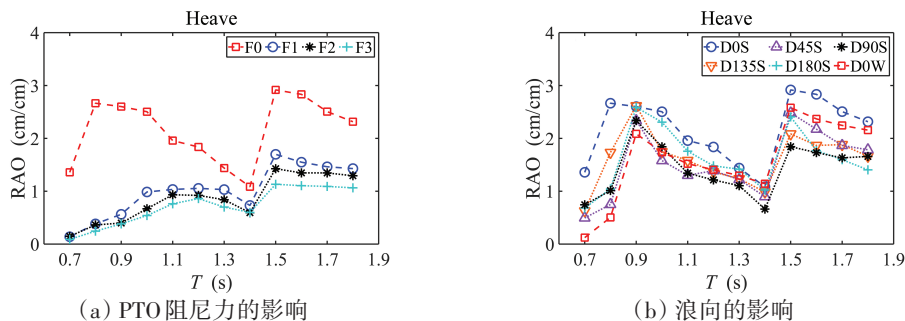 (a)
Heave
F0 F1 F2 F3
4
3
2
1
0
RAO (cm/cm)
0.7 0.9 1.1 1.3 1.5 1.7 1.9
T (s)
(a) PTO阻尼力的影响
Heave
D0S D45S D90S
D135S D180S D0W
4
3
2
1
0
RAO (cm/cm)
0.7 0.9 1.1 1.3 1.5 1.7 1.9
T (s)
(b) 浪向的影响